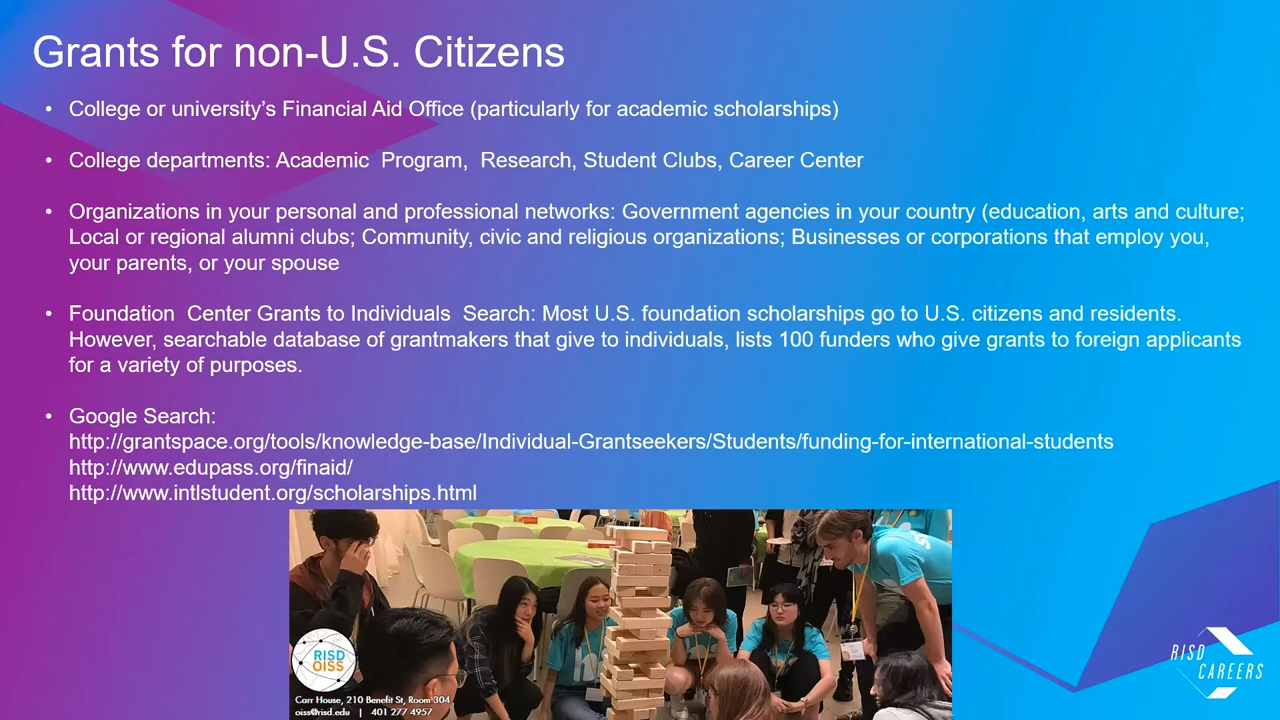 Grants for non-U.S. Citizens
• College or university’s Financial Aid Office (particularly for academic scholarships)
• College departments: Academic  Program,  Research, Student Clubs, Career Center
• Organizations in your personal and professional networks: Government agencies in your country (education, arts and culture;
Local or regional alumni clubs; Community, civic and religious organizations; Businesses or corporations that employ you,
your parents, or your spouse
• Foundation  Center Grants to Individuals  Search: Most U.S. foundation scholarships go to U.S. citizens and residents.
However, searchable database of grantmakers that give to individuals, lists 100 funders who give grants to foreign applicants
for a variety of purposes.
• Google Search:
http://grantspace.org/tools/knowledge-base/Individual-Grantseekers/Students/funding-for-international-students
http://www.edupass.org/finaid/
http://www.intlstudent.org/scholarships.html
RISD
OISS
Carr House, 210 Benefit St, Room 304
oiss@risd.edu | 401 277 4957
RISD
CAREERS